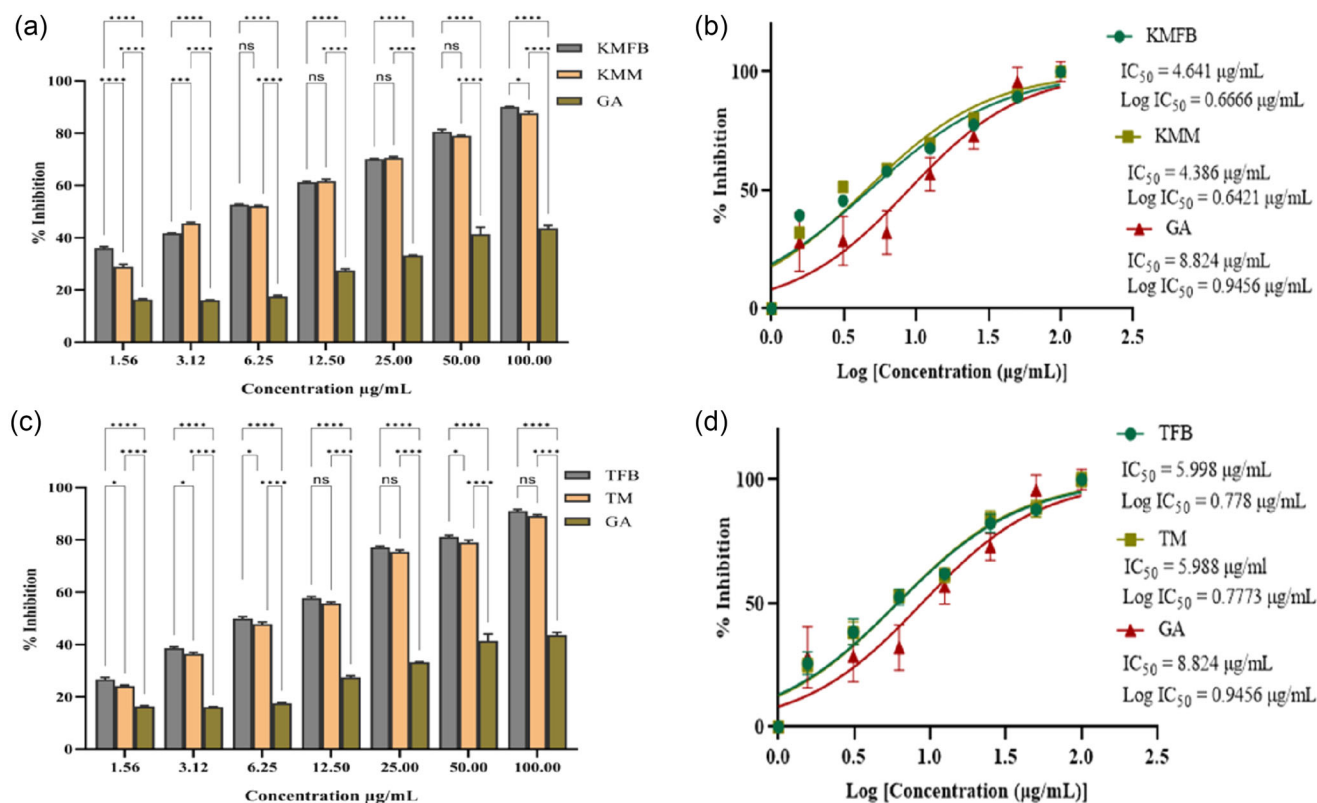 (a)
**** **** **** **** **** **** ****
**** **** ns **** ns **** ns **** ns **** ****
**** *** **** ns ns **** * 
KMFB
KMM
GA
100
80
60
40
20
0
% Inhibition
1.56 3.12 6.25 12.50 25.00 50.00 100.00
Concentration µg/mL
(b)
KMFB
IC50 = 4.641 µg/mL
Log IC50 = 0.6666 µg/mL
KMM
IC50 = 4.386 µg/mL
Log IC50 = 0.6421 µg/mL
GA
IC50 = 8.824 µg/mL
Log IC50 = 0.9456 µg/mL
100
50
0
% Inhibition
0.0 0.5 1.0 1.5 2.0 2.5
Log [Concentration (µg/mL)]
(c)
**** **** **** **** **** **** ****
**** **** * **** **** * ****
* * **** ns **** ns **** ns ****
TFB
TM
GA
100
80
60
40
20
0
% Inhibition
1.56 3.12 6.25 12.50 25.00 50.00 100.00
Concentration µg/mL
(d)
TFB
IC50 = 5.998 µg/mL
Log IC50 = 0.778 µg/mL
TM
IC50 = 5.988 µg/ml
Log IC50 = 0.7773 µg/mL
GA
IC50 = 8.824 µg/mL
Log IC50 = 0.9456 µg/mL
100
50
0
% Inhibition
0.0 0.5 1.0 1.5 2.0 2.5
Log [Concentration (µg/mL)]